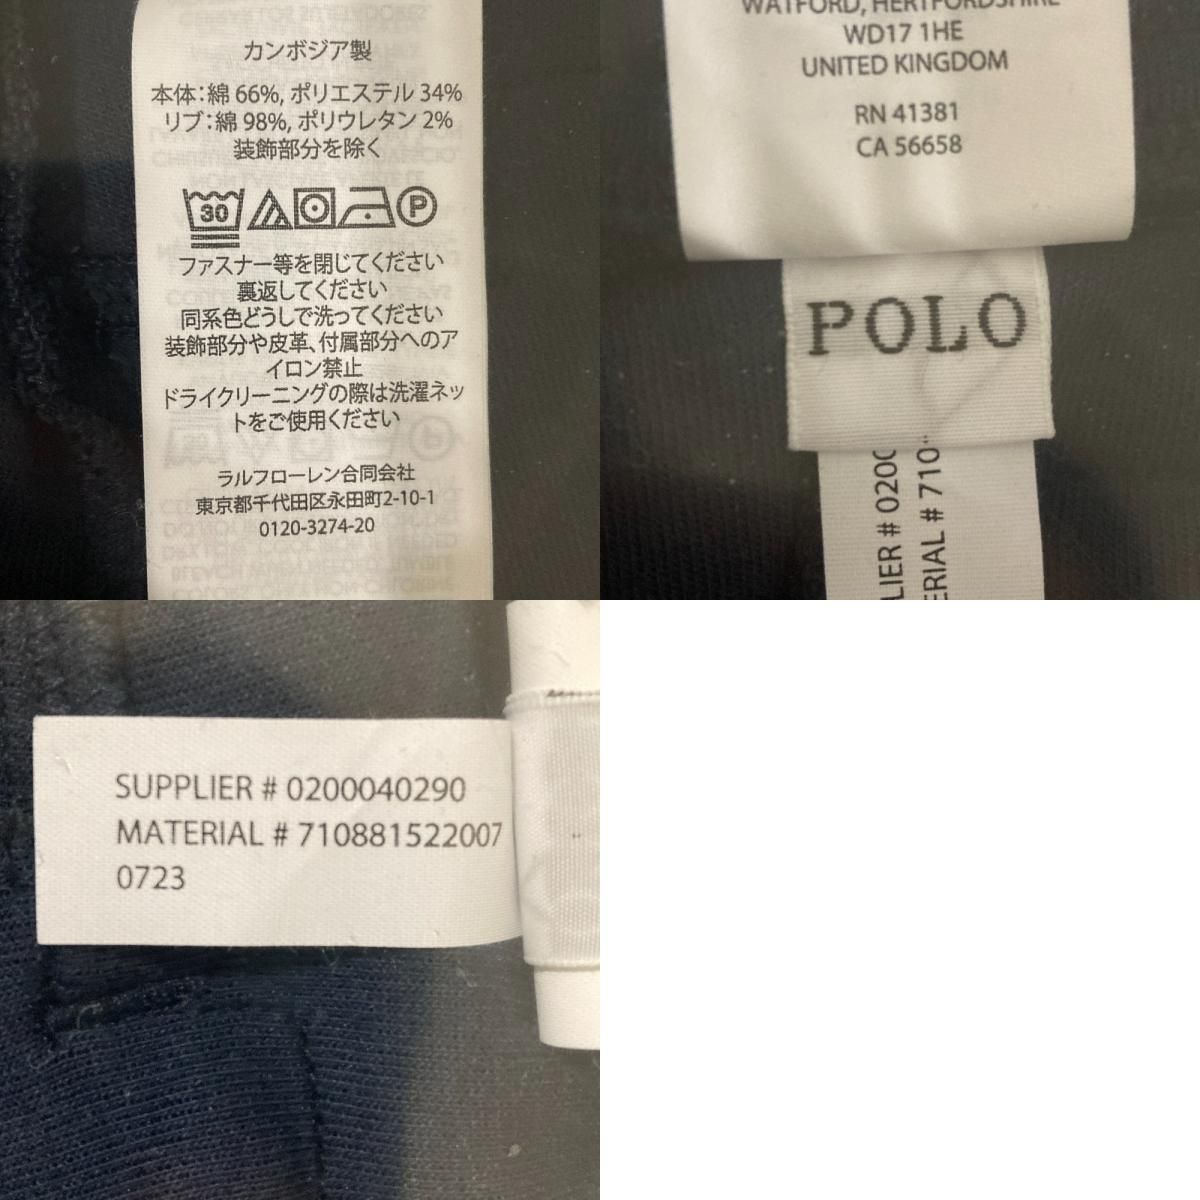 カンボジア製
本体：綿 66%, ポリエステル 34%
リブ：綿 98%, ポリウレタン 2%
装飾部分を除く
30 P
ファスナー等を閉じてください
裏返してください
同系色どうしで洗ってください
装飾部分や皮革、付属部分へのア
イロン禁止
ドライクリーニングの際は洗濯ネッ
トをご使用ください
ラルフローレン合同会社
東京都千代田区永田町2-10-1
0120-3274-20
WATFORD, HERTFORDSHIRE
WD17 1HE
UNITED KINGDOM
RN 41381
CA 56658
POLO
LIER # 0200
ERIAL # 710
SUPPLIER # 0200040290
MATERIAL # 710881522007
0723